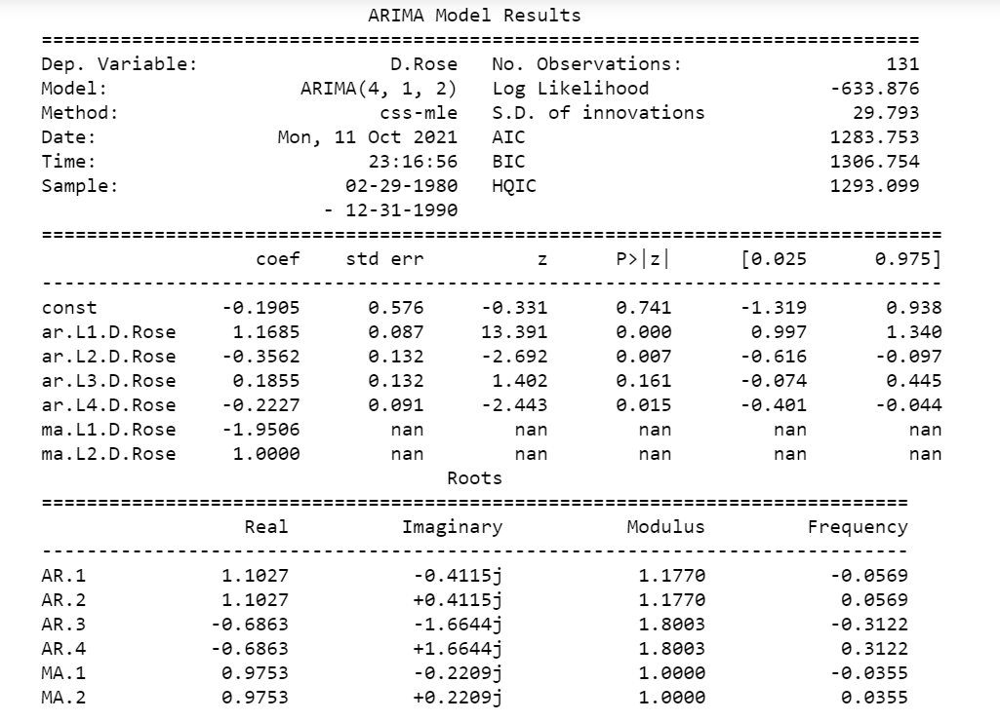 ARIMA Model Results
==============================================================================
Dep. Variable: D.Rose No. Observations: 131
Model: ARIMA(4, 1, 2) Log Likelihood -633.876
Method: css-mle S.D. of innovations 29.793
Date: Mon, 11 Oct 2021 AIC 1283.753
Time: 23:16:56 BIC 1306.754
Sample: 02-29-1980 HQIC 1293.099
- 12-31-1990
================================================================================
coef std err z P>|z| [0.025 0.975]
--------------------------------------------------------------------------------
const -0.1905 0.576 -0.331 0.741 -1.319 0.938
ar.L1.D.Rose 1.1685 0.087 13.391 0.000 0.997 1.340
ar.L2.D.Rose -0.3562 0.132 -2.692 0.007 -0.616 -0.097
ar.L3.D.Rose 0.1855 0.132 1.402 0.161 -0.074 0.445
ar.L4.D.Rose -0.2227 0.091 -2.443 0.015 -0.401 -0.044
ma.L1.D.Rose -1.9506 nan nan nan nan nan
ma.L2.D.Rose 1.0000 nan nan nan nan nan
Roots
=============================================================================
Real Imaginary Modulus Frequency
-----------------------------------------------------------------------------
AR.1 1.1027 -0.4115j 1.1770 -0.0569
AR.2 1.1027 +0.4115j 1.1770 0.0569
AR.3 -0.6863 -1.6644j 1.8003 -0.3122
AR.4 -0.6863 +1.6644j 1.8003 0.3122
MA.1 0.9753 -0.2209j 1.0000 -0.0355
MA.2 0.9753 +0.2209j 1.0000 0.0355